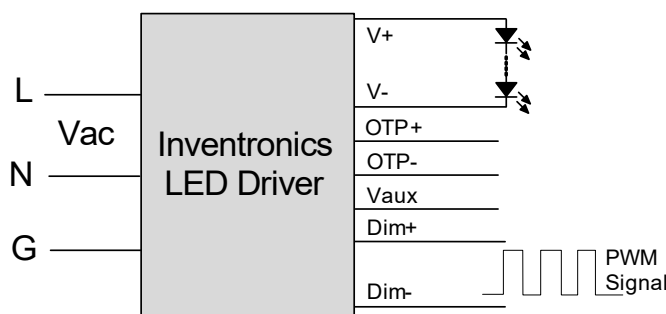 L
Vac
N
G
Inventronics
LED Driver
V+
V-
OTP+
OTP-
Vaux
Dim+
Dim-
PWM
Signal